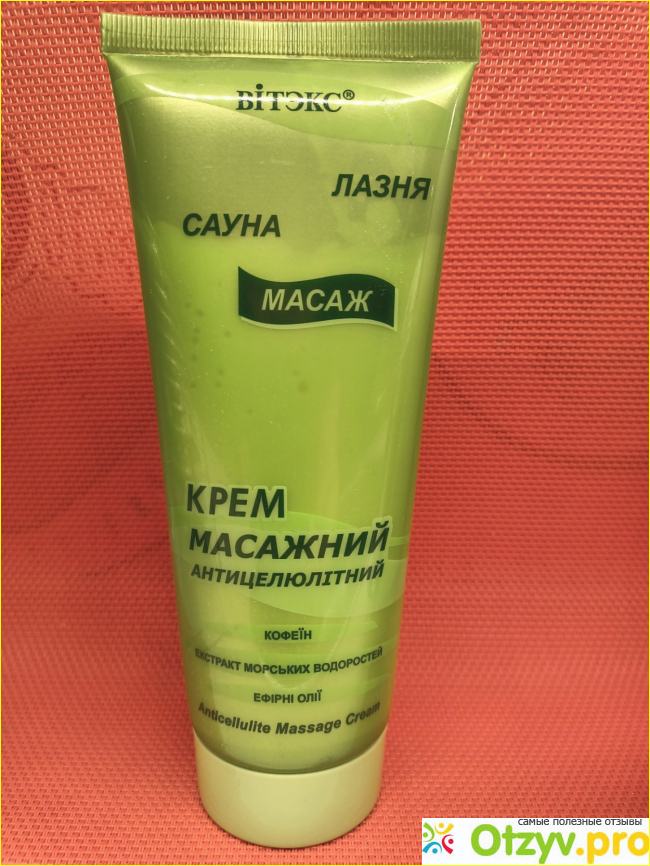 ВІТЭКС®
ЛАЗНЯ
САУНА
МАСАЖ
КРЕМ
МАСАЖНИЙ
АНТИЦЕЛЮЛІТНИЙ
КОФЕЇН
ЕКСТРАКТ МОРСЬКИХ ВОДОРОСТЕЙ
ЕФІРНІ ОЛІЇ
Anticellulite Massage Cream
самые полезные отзывы
Otzyv.pro